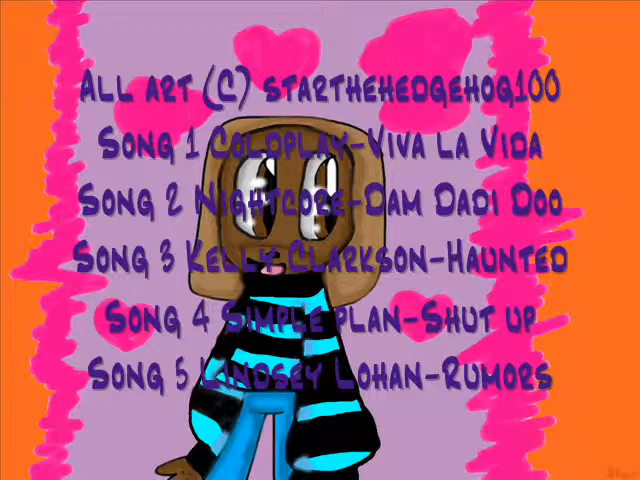 All art (C) starthehedgehog100
Song 1 Coldplay-Viva la Vida
Song 2 Nightcore-Dam Dadi Doo
Song 3 Kelly Clarkson-Haunted
Song 4 Simple plan-Shut up
Song 5 Lindsey Lohan-Rumors